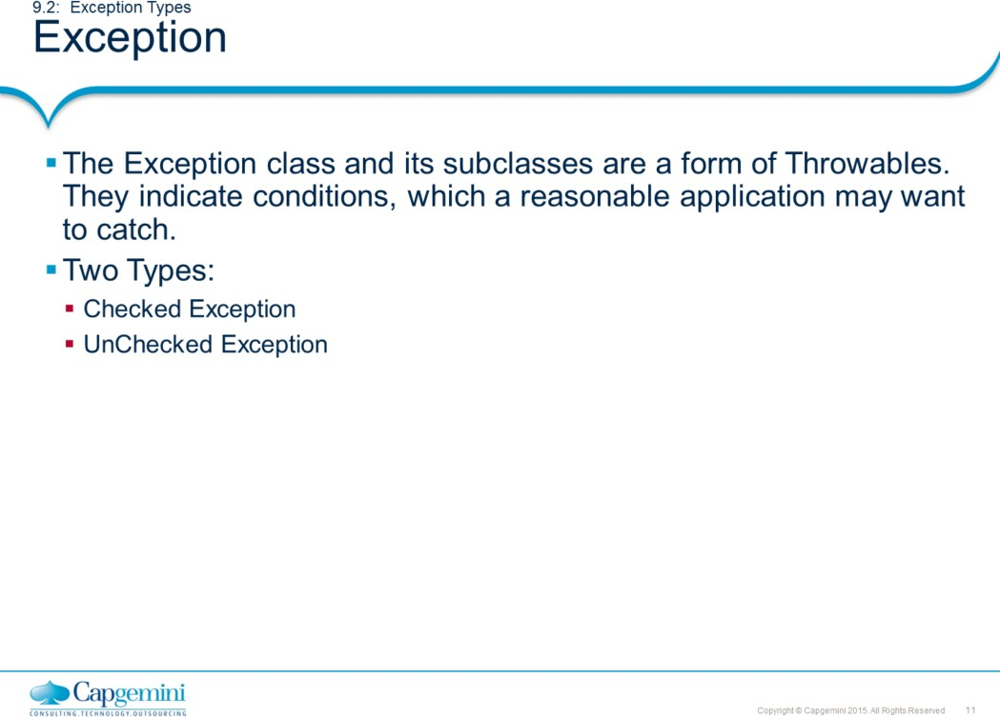 9.2: Exception Types
Exception
The Exception class and its subclasses are a form of Throwables.
They indicate conditions, which a reasonable application may want
to catch.
Two Types:
Checked Exception
UnChecked Exception
Capgemini
CONSULTING.TECHNOLOGY.OUTSOURCING
Copyright © Capgemini 2015. All Rights Reserved 11